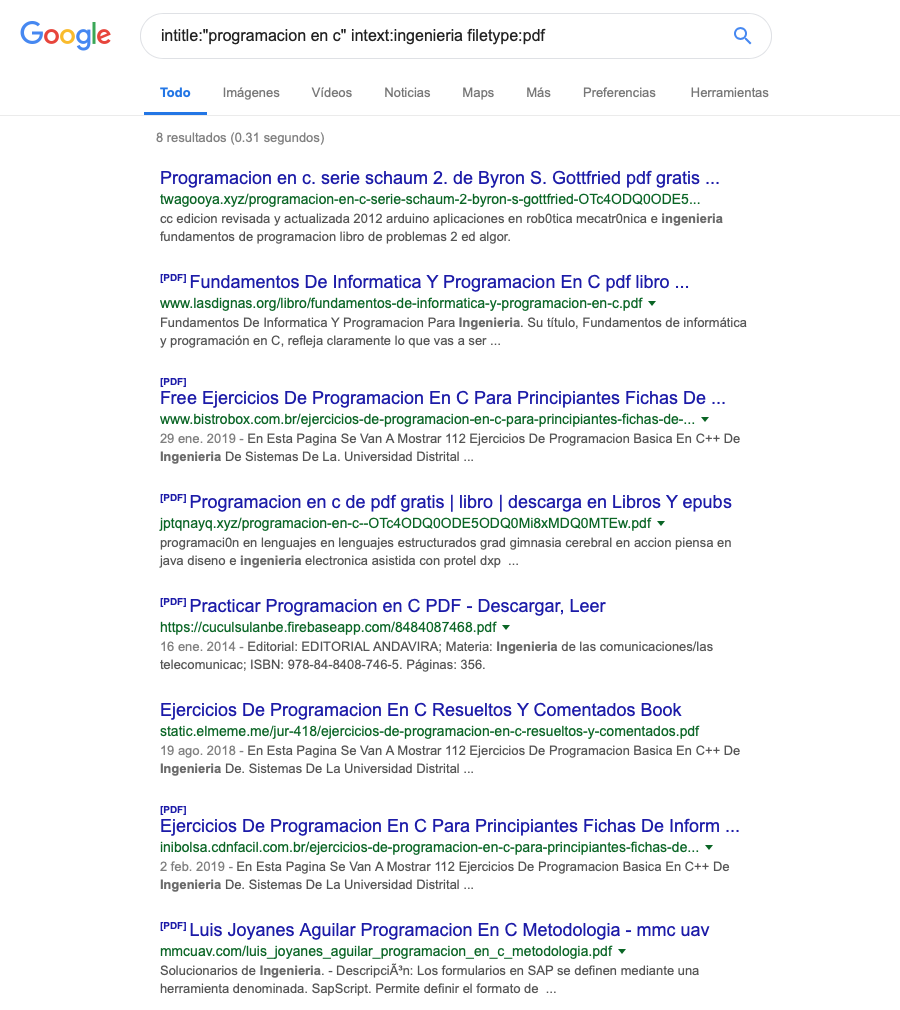 Google
intitle:"programacion en c" intext:ingenieria filetype:pdf
Todo Imágenes Vídeos Noticias Maps Más Preferencias Herramientas
8 resultados (0.31 segundos)
Programacion en c. serie schaum 2. de Byron S. Gottfried pdf gratis ...
twagooya.xyz/programacion-en-c-serie-schaum-2-byron-s-gottfried-OTc4ODQ0ODE5...
cc edicion revisada y actualizada 2012 arduino aplicaciones en rob0tica mecatr0nica e ingenieria
fundamentos de programacion libro de problemas 2 ed algor.
[PDF] Fundamentos De Informatica Y Programacion En C pdf libro ...
www.lasdignas.org/libro/fundamentos-de-informatica-y-programacion-en-c.pdf
Fundamentos De Informatica Y Programacion Para Ingenieria. Su título, Fundamentos de informática
y programación en C, refleja claramente lo que vas a ser ...
[PDF]
Free Ejercicios De Programacion En C Para Principiantes Fichas De ...
www.bistrobox.com.br/ejercicios-de-programacion-en-c-para-principiantes-fichas-de-...
29 ene. 2019 - En Esta Pagina Se Van A Mostrar 112 Ejercicios De Programacion Basica En C++ De
Ingenieria De Sistemas De La. Universidad Distrital ...
[PDF] Programacion en c de pdf gratis | libro | descarga en Libros Y epubs
jptqnayq.xyz/programacion-en-c--OTc4ODQ0ODE5ODQ0Mi8xMDQ0MTEw.pdf
programaci0n en lenguajes en lenguajes estructurados grad gimnasia cerebral en accion piensa en
java diseno e ingenieria electronica asistida con protel dxp ...
[PDF] Practicar Programacion en C PDF - Descargar, Leer
https://cuculsulanbe.firebaseapp.com/8484087468.pdf
16 ene. 2014 - Editorial: EDITORIAL ANDAVIRA; Materia: Ingenieria de las comunicaciones/las
telecomunicac; ISBN: 978-84-8408-746-5. Páginas: 356.
Ejercicios De Programacion En C Resueltos Y Comentados Book
static.elmeme.me/jur-418/ejercicios-de-programacion-en-c-resueltos-y-comentados.pdf
19 ago. 2018 - En Esta Pagina Se Van A Mostrar 112 Ejercicios De Programacion Basica En C++ De
Ingenieria De. Sistemas De La Universidad Distrital ...
[PDF]
Ejercicios De Programacion En C Para Principiantes Fichas De Inform ...
inibolsa.cdnfacil.com.br/ejercicios-de-programacion-en-c-para-principiantes-fichas-de...
2 feb. 2019 - En Esta Pagina Se Van A Mostrar 112 Ejercicios De Programacion Basica En C++ De
Ingenieria De. Sistemas De La Universidad Distrital ...
[PDF] Luis Joyanes Aguilar Programacion En C Metodologia - mmc uav
mmcuav.com/luis_joyanes_aguilar_programacion_en_c_metodologia.pdf
Solucionarios de Ingenieria. - DescripciÃ³n: Los formularios en SAP se definen mediante una
herramienta denominada. SapScript. Permite definir el formato de ...